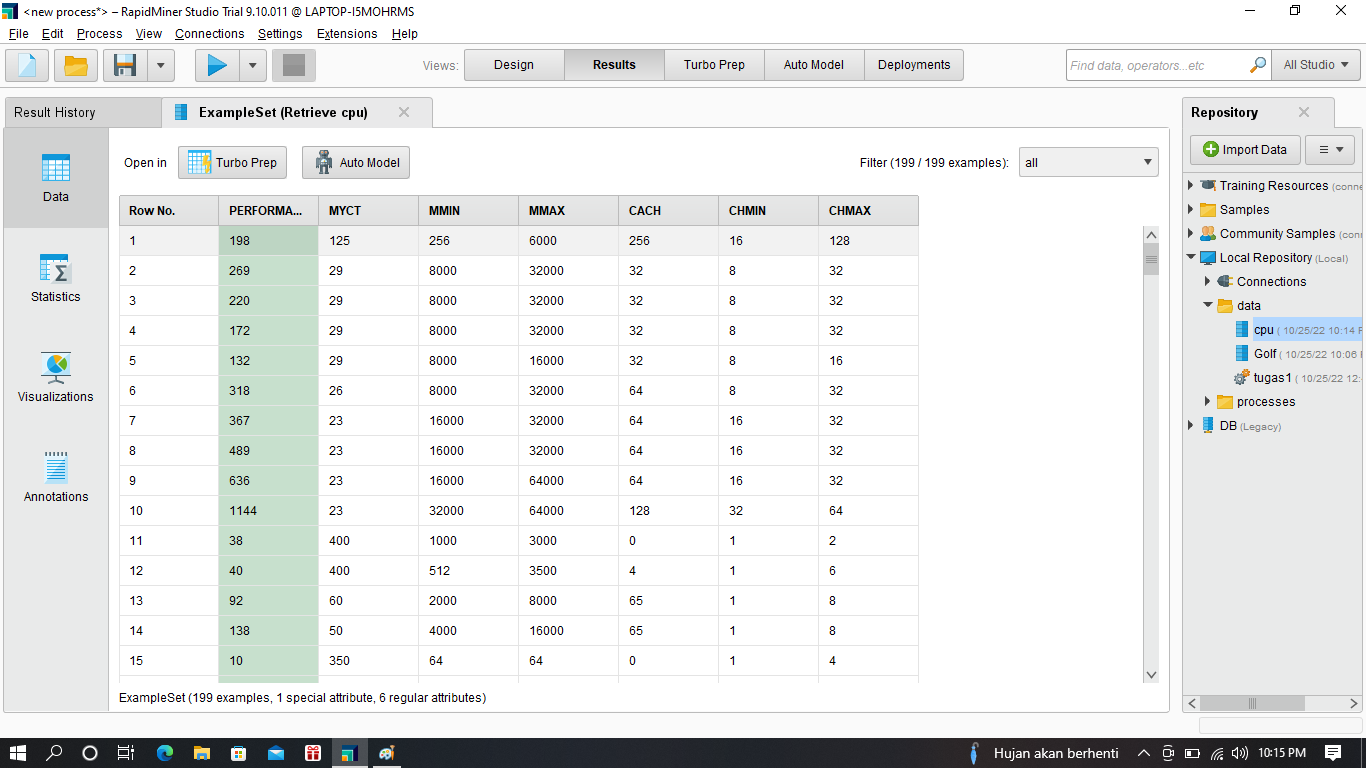 <new process*> – RapidMiner Studio Trial 9.10.011 @ LAPTOP-I5MOHRMS
File Edit Process View Connections Settings Extensions Help
Views: Design Results Turbo Prep Auto Model Deployments Find data, operators...etc All Studio
Result History ExampleSet (Retrieve cpu)
Data
Statistics
Visualizations
Annotations
Open in Turbo Prep Auto Model Filter (199 / 199 examples): all
Row No. PERFORMA... MYCT MMIN MMAX CACH CHMIN CHMAX
1 198 125 256 6000 256 16 128
2 269 29 8000 32000 32 8 32
3 220 29 8000 32000 32 8 32
4 172 29 8000 32000 32 8 32
5 132 29 8000 16000 32 8 16
6 318 26 8000 32000 64 8 32
7 367 23 16000 32000 64 16 32
8 489 23 16000 32000 64 16 32
9 636 23 16000 64000 64 16 32
10 1144 23 32000 64000 128 32 64
11 38 400 1000 3000 0 1 2
12 40 400 512 3500 4 1 6
13 92 60 2000 8000 65 1 8
14 138 50 4000 16000 65 1 8
15 10 350 64 64 0 1 4
ExampleSet (199 examples, 1 special attribute, 6 regular attributes)
Repository
Import Data
Training Resources (conne
Samples
Community Samples (con
Local Repository (Local)
Connections
data
cpu ( 10/25/22 10:14 P
Golf ( 10/25/22 10:06
tugas1 ( 10/25/22 12:
processes
DB (Legacy)
Hujan akan berhenti 10:15 PM